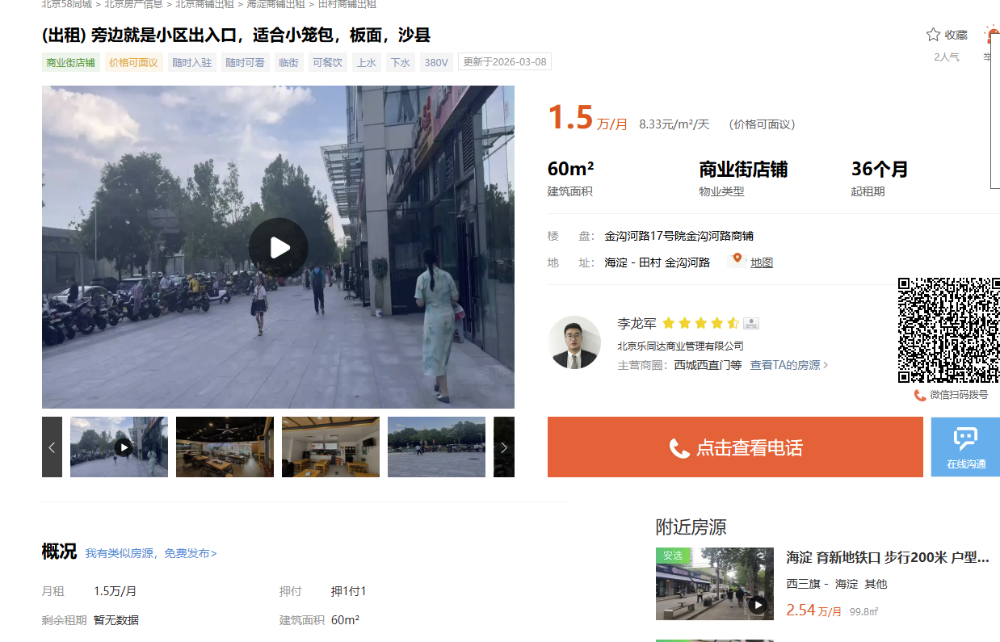 北京58同城 > 北京房产信息 > 北京商铺出租 > 海淀商铺出租 > 田村商铺出租
(出租) 旁边就是小区出入口，适合小笼包，板面，沙县
收藏
2人气
商业街店铺 价格可面议 随时入驻 随时可看 临街 可餐饮 上水 下水 380V 更新于2026-03-08
1.5 万/月 8.33元/m²/天 (价格可面议)
60m² 商业街店铺 36个月
建筑面积 物业类型 起租期
楼 盘： 金沟河路17号院金沟河路商铺
地 址： 海淀 - 田村 金沟河路 地图
李龙军
北京乐同达商业管理有限公司
主营商圈： 西城西直门等 查看TA的房源 >
微信扫码拨号
点击查看电话
在线沟通
概况 我有类似房源，免费发布>
月租 1.5万/月 押付 押1付1
剩余租期 暂无数据 建筑面积 60m²
附近房源
安选
海淀 育新地铁口 步行200米 户型...
西三旗 - 海淀 其他
2.54 万/月 99.8㎡